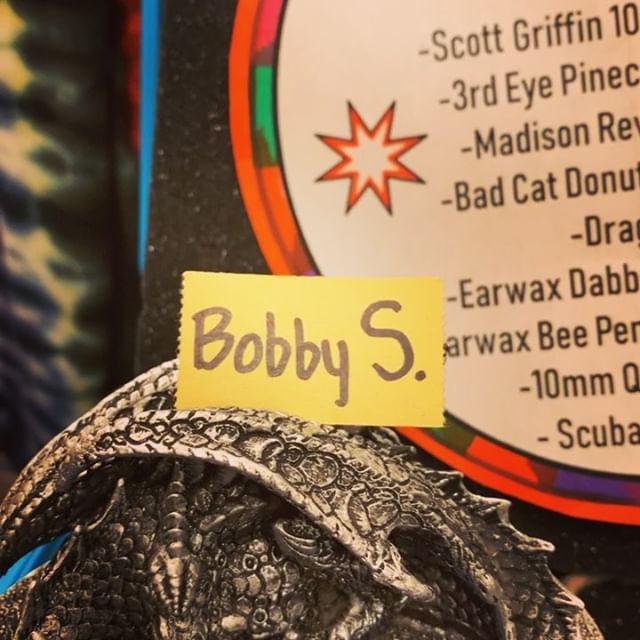 -Scott Griffin 10
-3rd Eye Pinec
-Madison Rev
-Bad Cat Donut
-Drag
-Earwax Dabb
arwax Bee Per
-10mm Q
- Scuba
Bobby S.